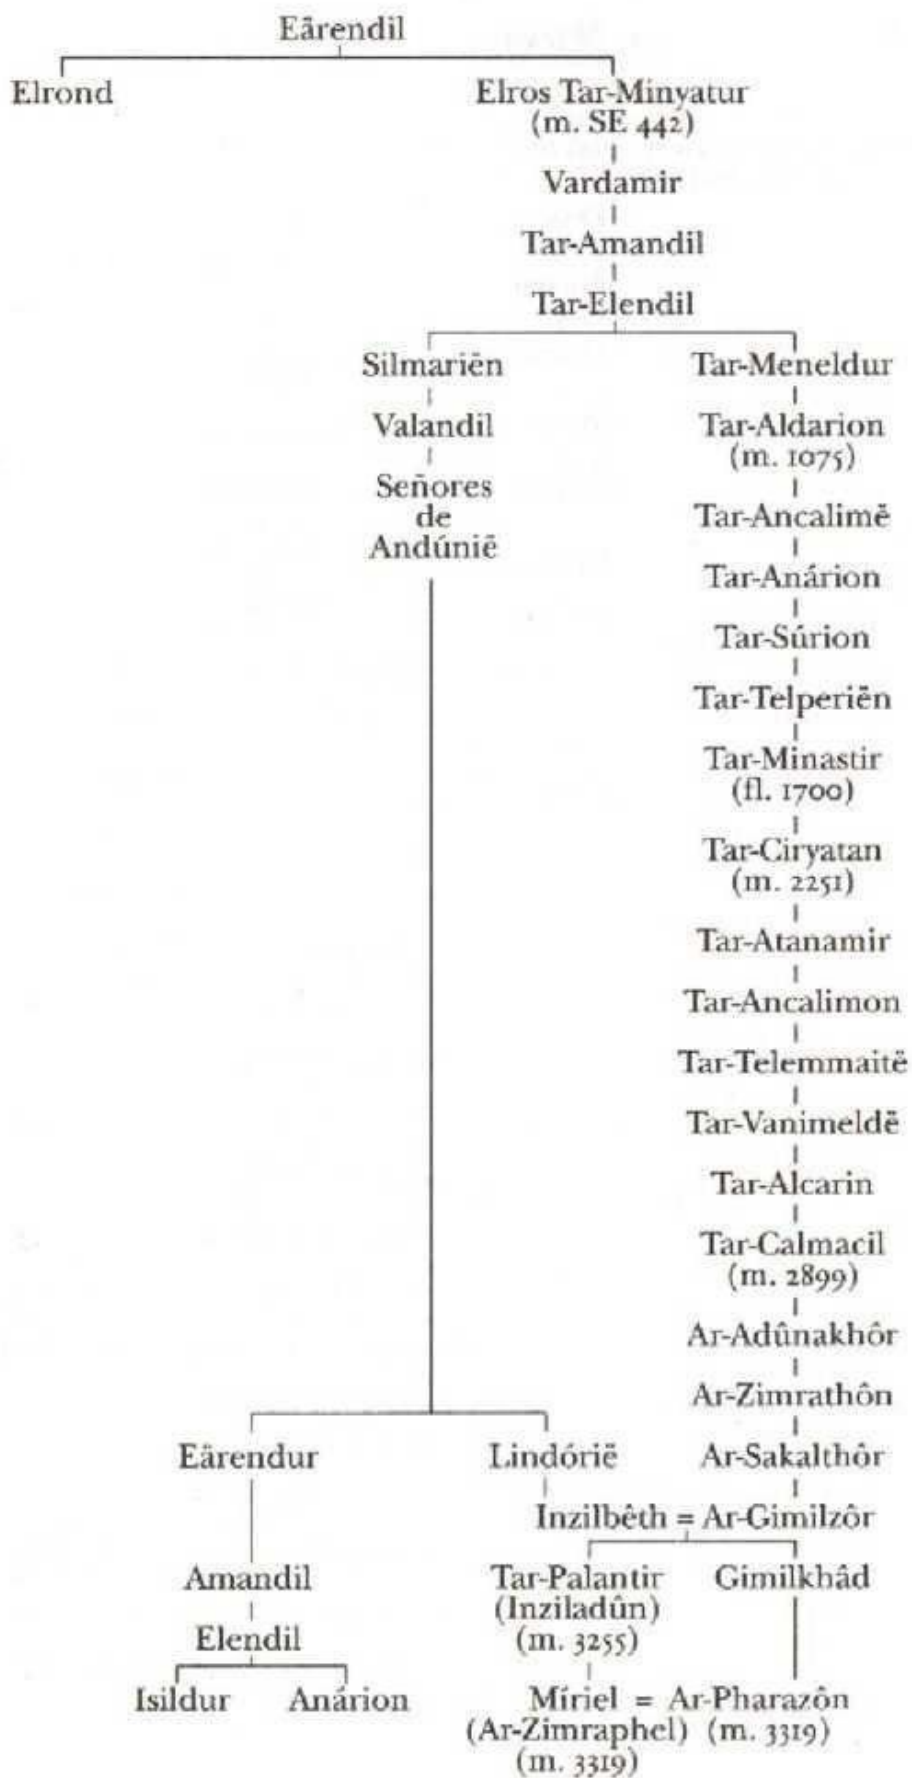 Eärendil
Elrond Elros Tar-Minyatur
(m. SE 442)
Vardamir
Tar-Amandil
Tar-Elendil
Silmariën Tar-Meneldur
Valandil Tar-Aldarion
(m. 1075)
Señores
de
Andúnië
Tar-Ancalimë
Tar-Anárion
Tar-Súrion
Tar-Telperiën
Tar-Minastir
(fl. 1700)
Tar-Ciryatan
(m. 2251)
Tar-Atanamir
Tar-Ancalimon
Tar-Telemmaitë
Tar-Vanimeldë
Tar-Alcarin
Tar-Calmacil
(m. 2899)
Ar-Adûnakhôr
Ar-Zimrathôn
Eärendur Lindórië Ar-Sakalthôr
Inzilbêth = Ar-Gimilzôr
Amandil Tar-Palantir Gimilkhâd
(Inziladûn)
(m. 3255)
Elendil
Isildur Anárion Míriel = Ar-Pharazôn
(Ar-Zimraphel) (m. 3319)
(m. 3319)